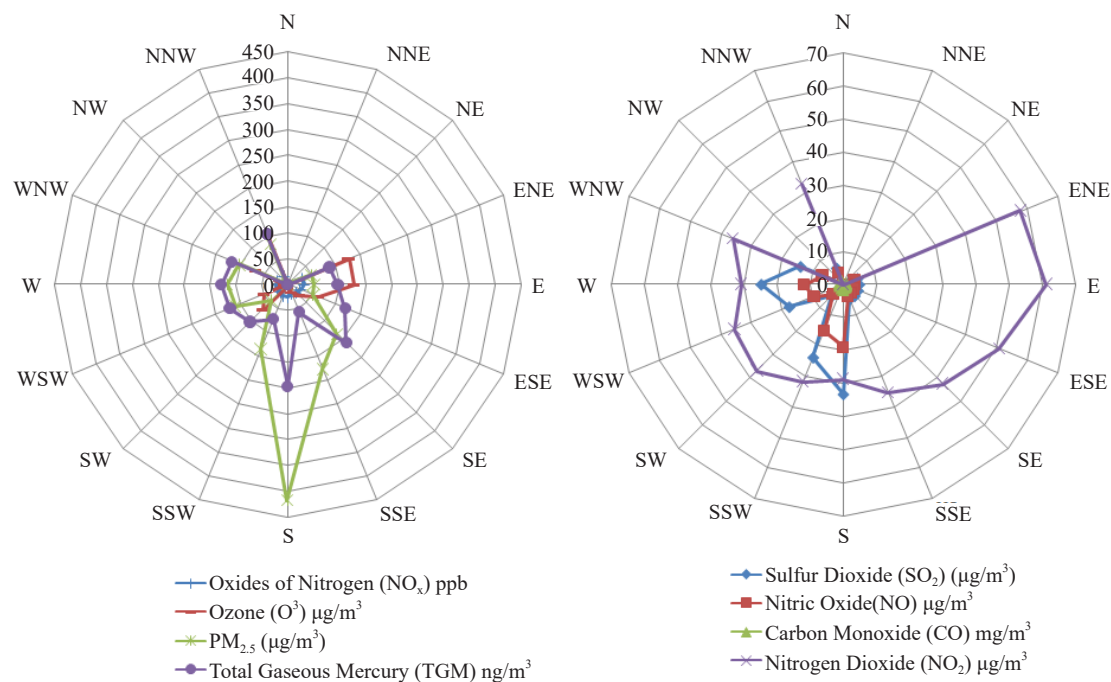 N
NNE
NE
ENE
E
ESE
SE
SSE
S
SSW
SW
WSW
W
WNW
NW
NNW
450
400
350
300
250
200
150
100
50
0
Oxides of Nitrogen (NOₓ) ppb
Ozone (O³) µg/m³
PM₂.₅ (µg/m³)
Total Gaseous Mercury (TGM) ng/m³
N
NNE
NE
ENE
E
ESE
SE
SSW
S
SSW
SW
WSW
W
WNW
NW
NNW
70
60
50
40
30
20
10
0
Sulfur Dioxide (SO₂) (µg/m³)
Nitric Oxide(NO) µg/m³
Carbon Monoxide (CO) mg/m³
Nitrogen Dioxide (NO₂) µg/m³